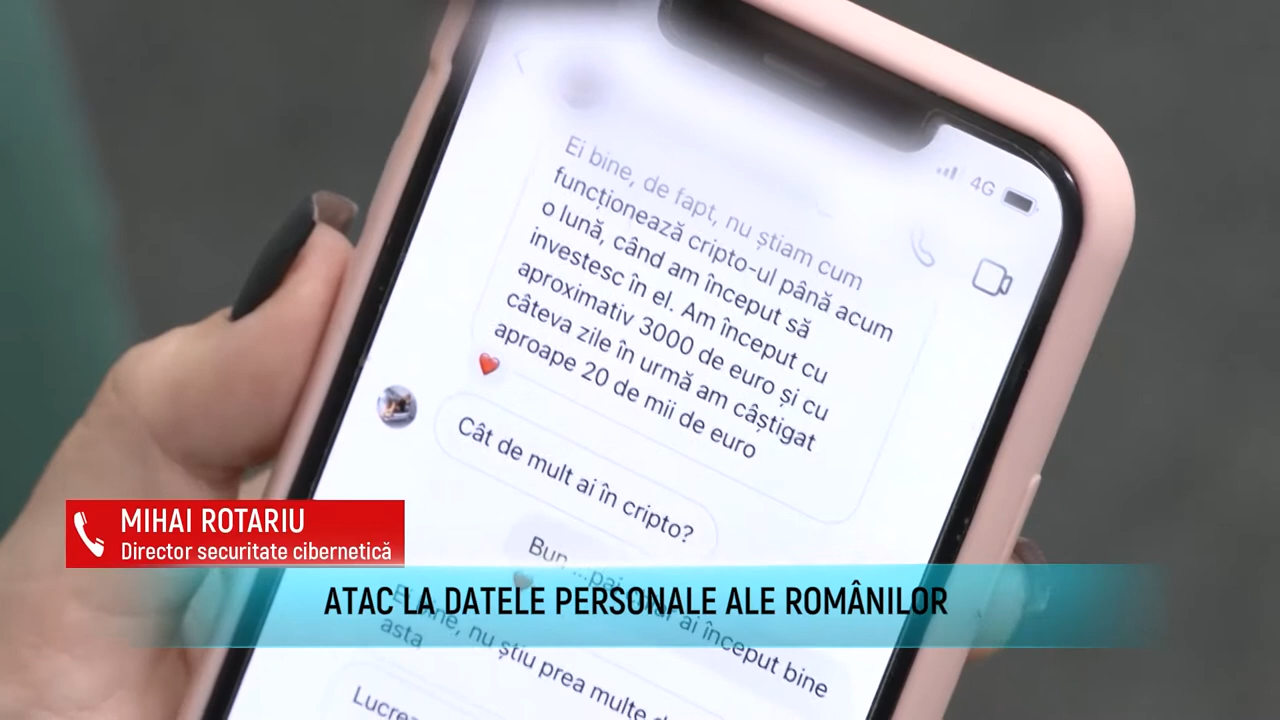 4G
Ei bine, de fapt, nu știam cum
funcționează cripto-ul până acum
o lună, când am început să
investesc în el. Am început cu
aproximativ 3000 de euro și cu
câteva zile în urmă am câștigat
aproape 20 de mii de euro
Cât de mult ai în cripto?
Bun
ai început bine
Ei bine, nu știu prea multe
asta
MIHAI ROTARIU
Director securitate cibernetică
ATAC LA DATELE PERSONALE ALE ROMÂNILOR